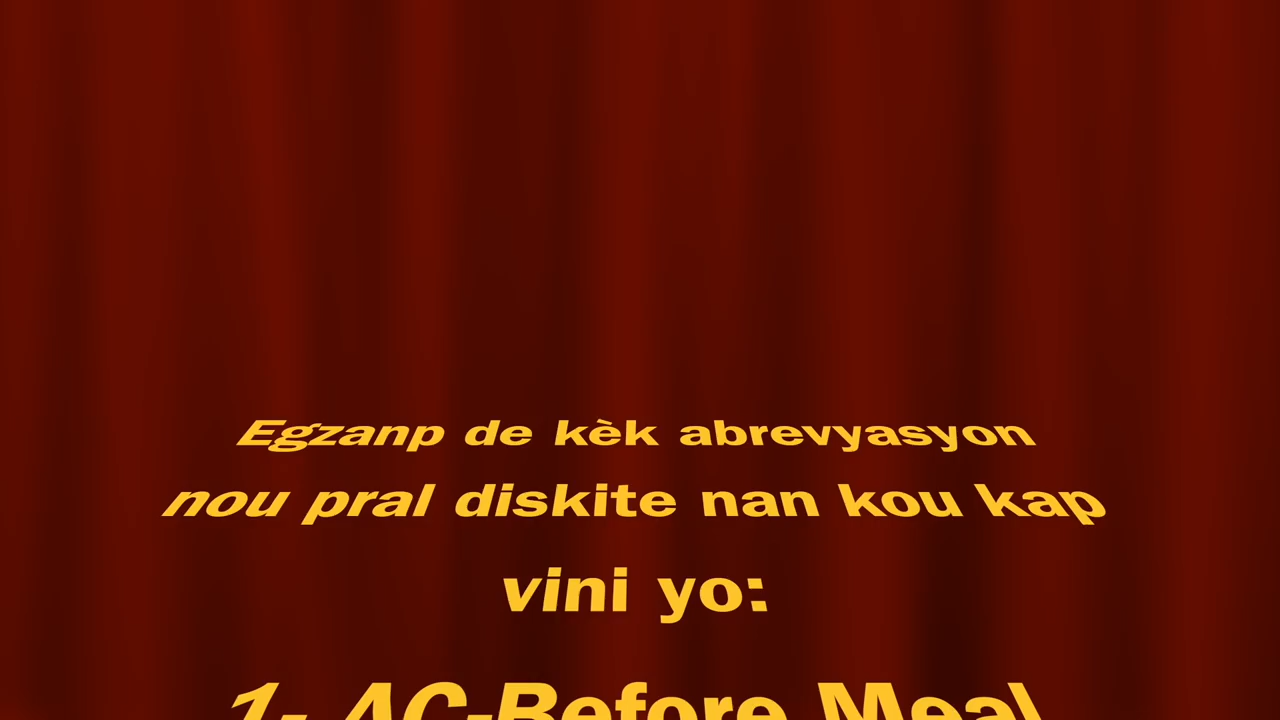 Egzanp de kèk abrevyasyon
nou pral diskite nan kou kap
vini yo:
1- AC-Before Meal